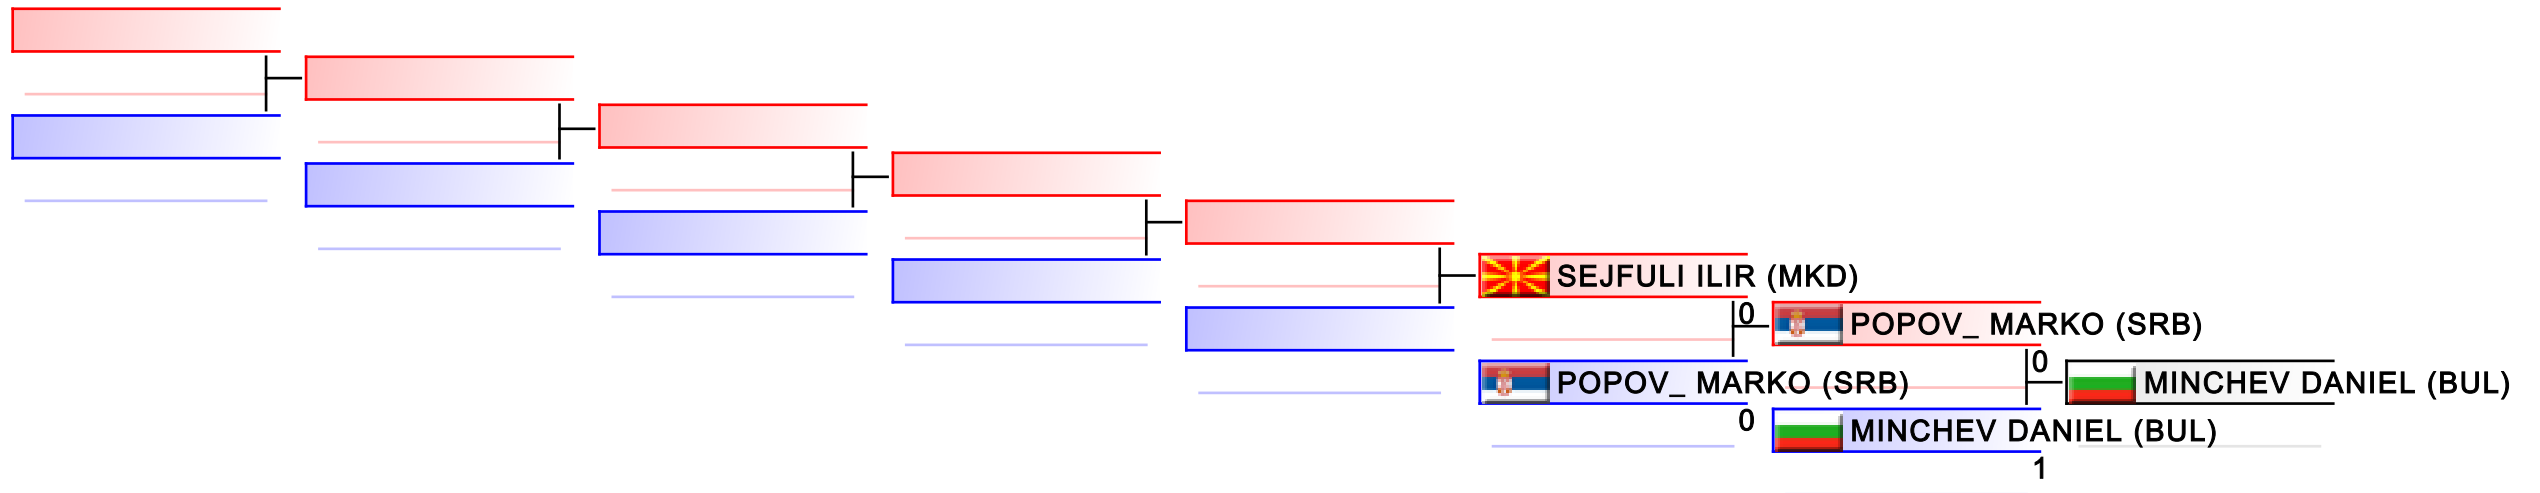 SEJFULI ILIR (MKD)
0
POPOV_ MARKO (SRB)
0
POPOV_ MARKO (SRB)
MINCHEV DANIEL (BUL)
0
MINCHEV DANIEL (BUL)
1